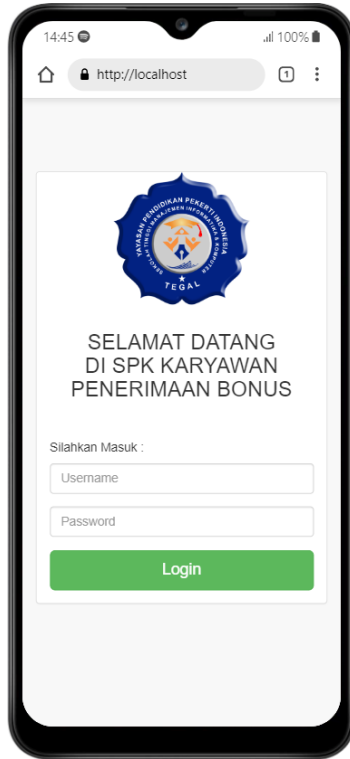 14:45
100%
http://localhost
1
YAYASAN PENDIDIKAN PEKERTI INDONESIA
SEKOLAH TINGGI MANAJEMEN INFORMATIKA & KOMPUTER
TEGAL
SELAMAT DATANG
DI SPK KARYAWAN
PENERIMAAN BONUS
Silahkan Masuk :
Username
Password
Login